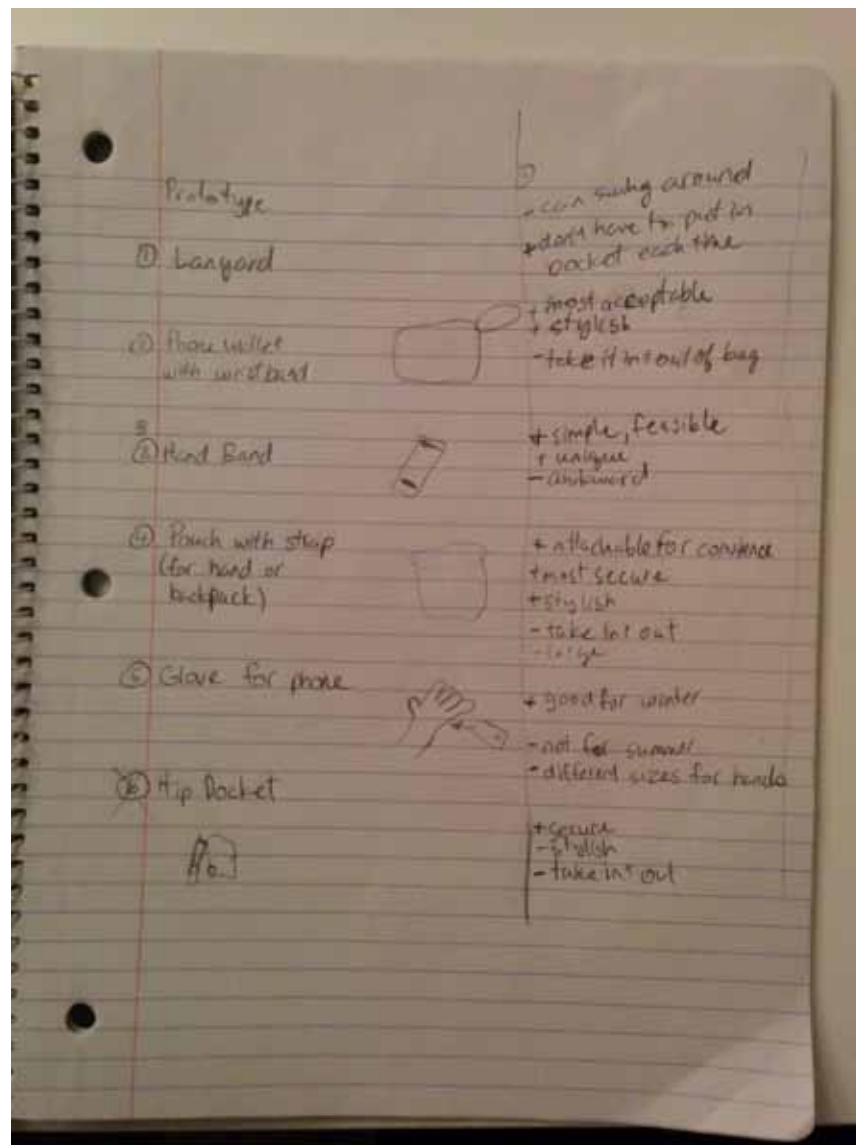 Prototype
- can swing around
+ don't have to put in
pocket each time
① Lanyard
+ most acceptable
+ stylish
- take it in + out of bag
② Phone wallet
with wristband
③ Hand Band
+ simple, feasible
+ unique
- awkward
④ Pouch with strap
(for hand or
backpack)
+ attachable for
+ most secure
+ stylish
- take in + out
- large
⑤ Glove for phone
+ good for winter
- not for summer
- different sizes for hands
⑥ Hip Pocket
+ secure
- stylish
- take in + out